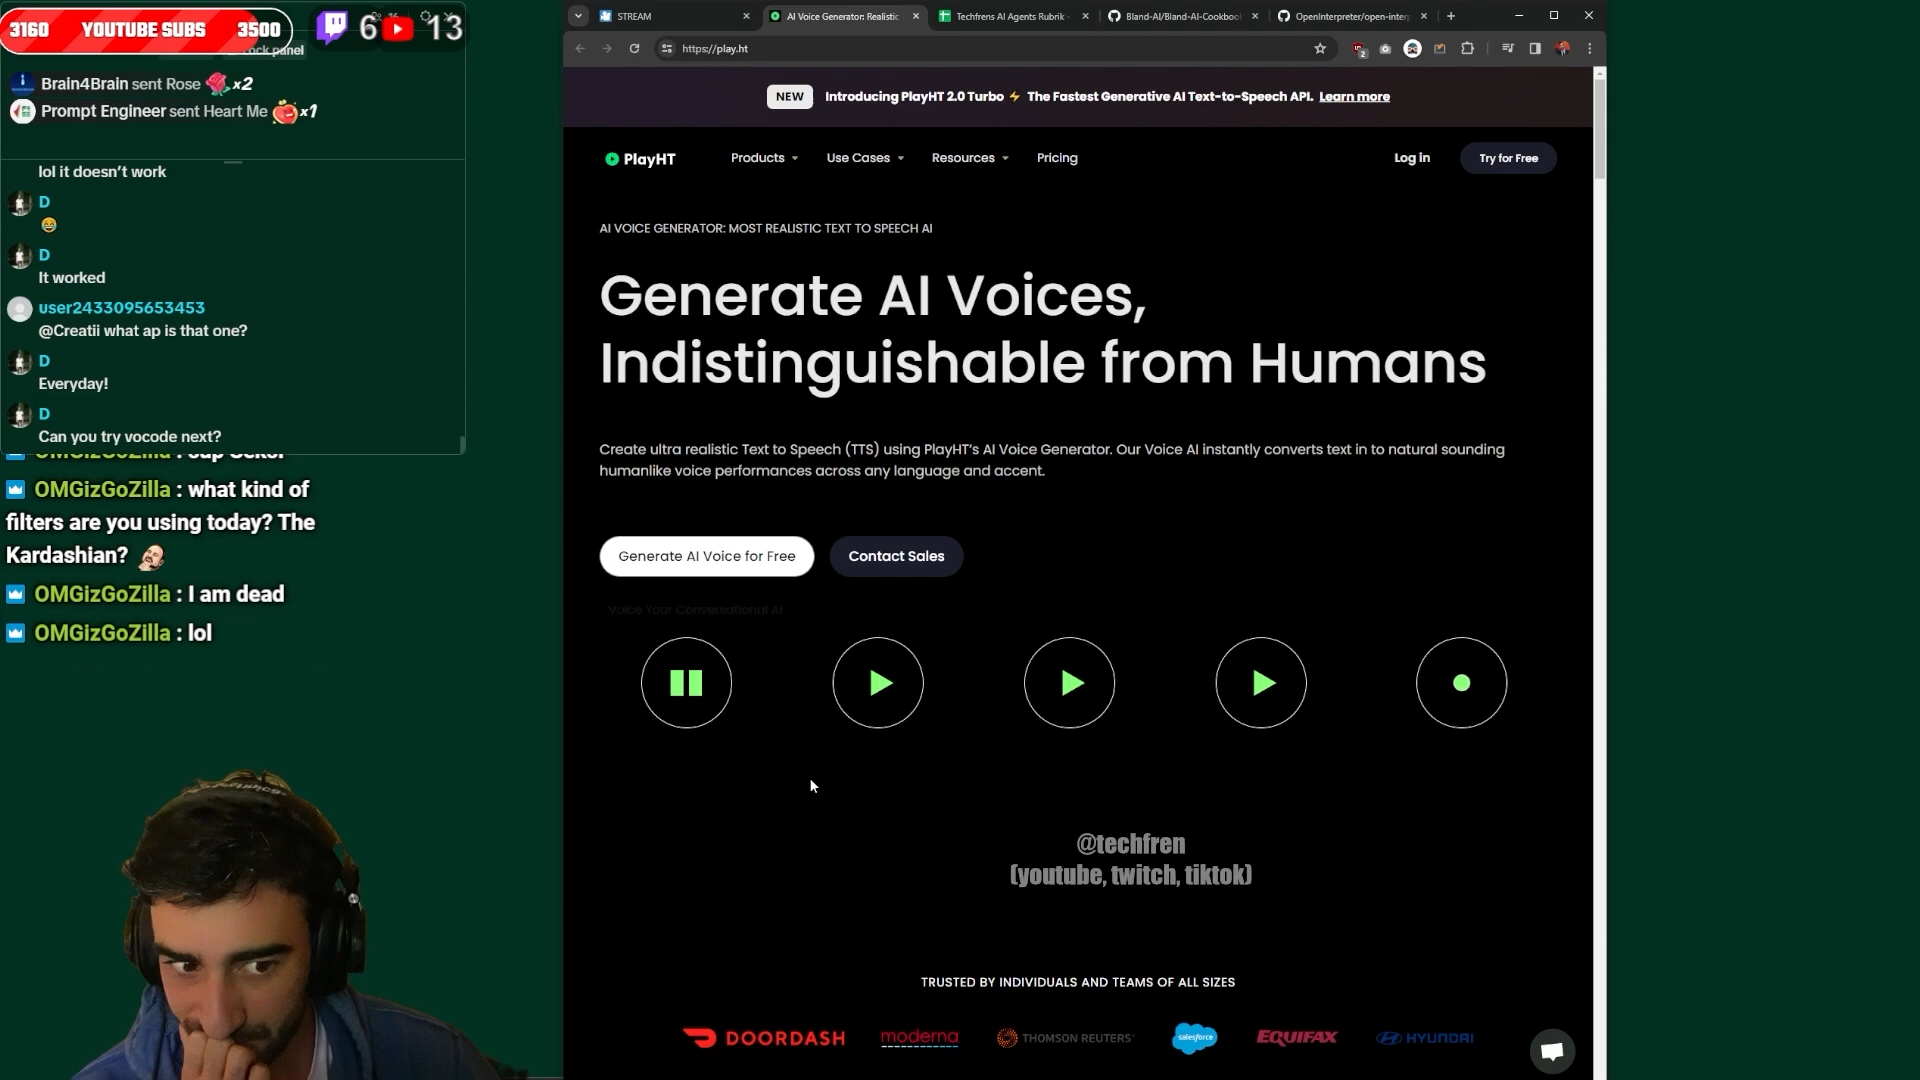 3160 YOUTUBE SUBS 3500
6 13
ock panel
Brain4Brain sent Rose x2
Prompt Engineer sent Heart Me x1
lol it doesn't work
D
D
It worked
user2433095653453
@Creatii what ap is that one?
D
Everyday!
D
Can you try vocode next?
OMGizGoZilla : what kind of
filters are you using today? The
Kardashian?
OMGizGoZilla : I am dead
OMGizGoZilla : lol
STREAM
AI Voice Generator: Realistic
Techfrens AI Agents Rubrik -
Bland-AI/Bland-AI-Cookboo
OpenInterpreter/open-interp
https://play.ht
2
NEW Introducing PlayHT 2.0 Turbo ⚡ The Fastest Generative AI Text-to-Speech API. Learn more
PlayHT Products Use Cases Resources Pricing Log in Try for Free
AI VOICE GENERATOR: MOST REALISTIC TEXT TO SPEECH AI
Generate AI Voices,
Indistinguishable from Humans
Create ultra realistic Text to Speech (TTS) using PlayHT's AI Voice Generator. Our Voice AI instantly converts text in to natural sounding
humanlike voice performances across any language and accent.
Generate AI Voice for Free Contact Sales
Voice Your Conversational AI
@techfren
(youtube, twitch, tiktok)
TRUSTED BY INDIVIDUALS AND TEAMS OF ALL SIZES
DOORDASH moderna THOMSON REUTERS salesforce EQUIFAX HYUNDAI